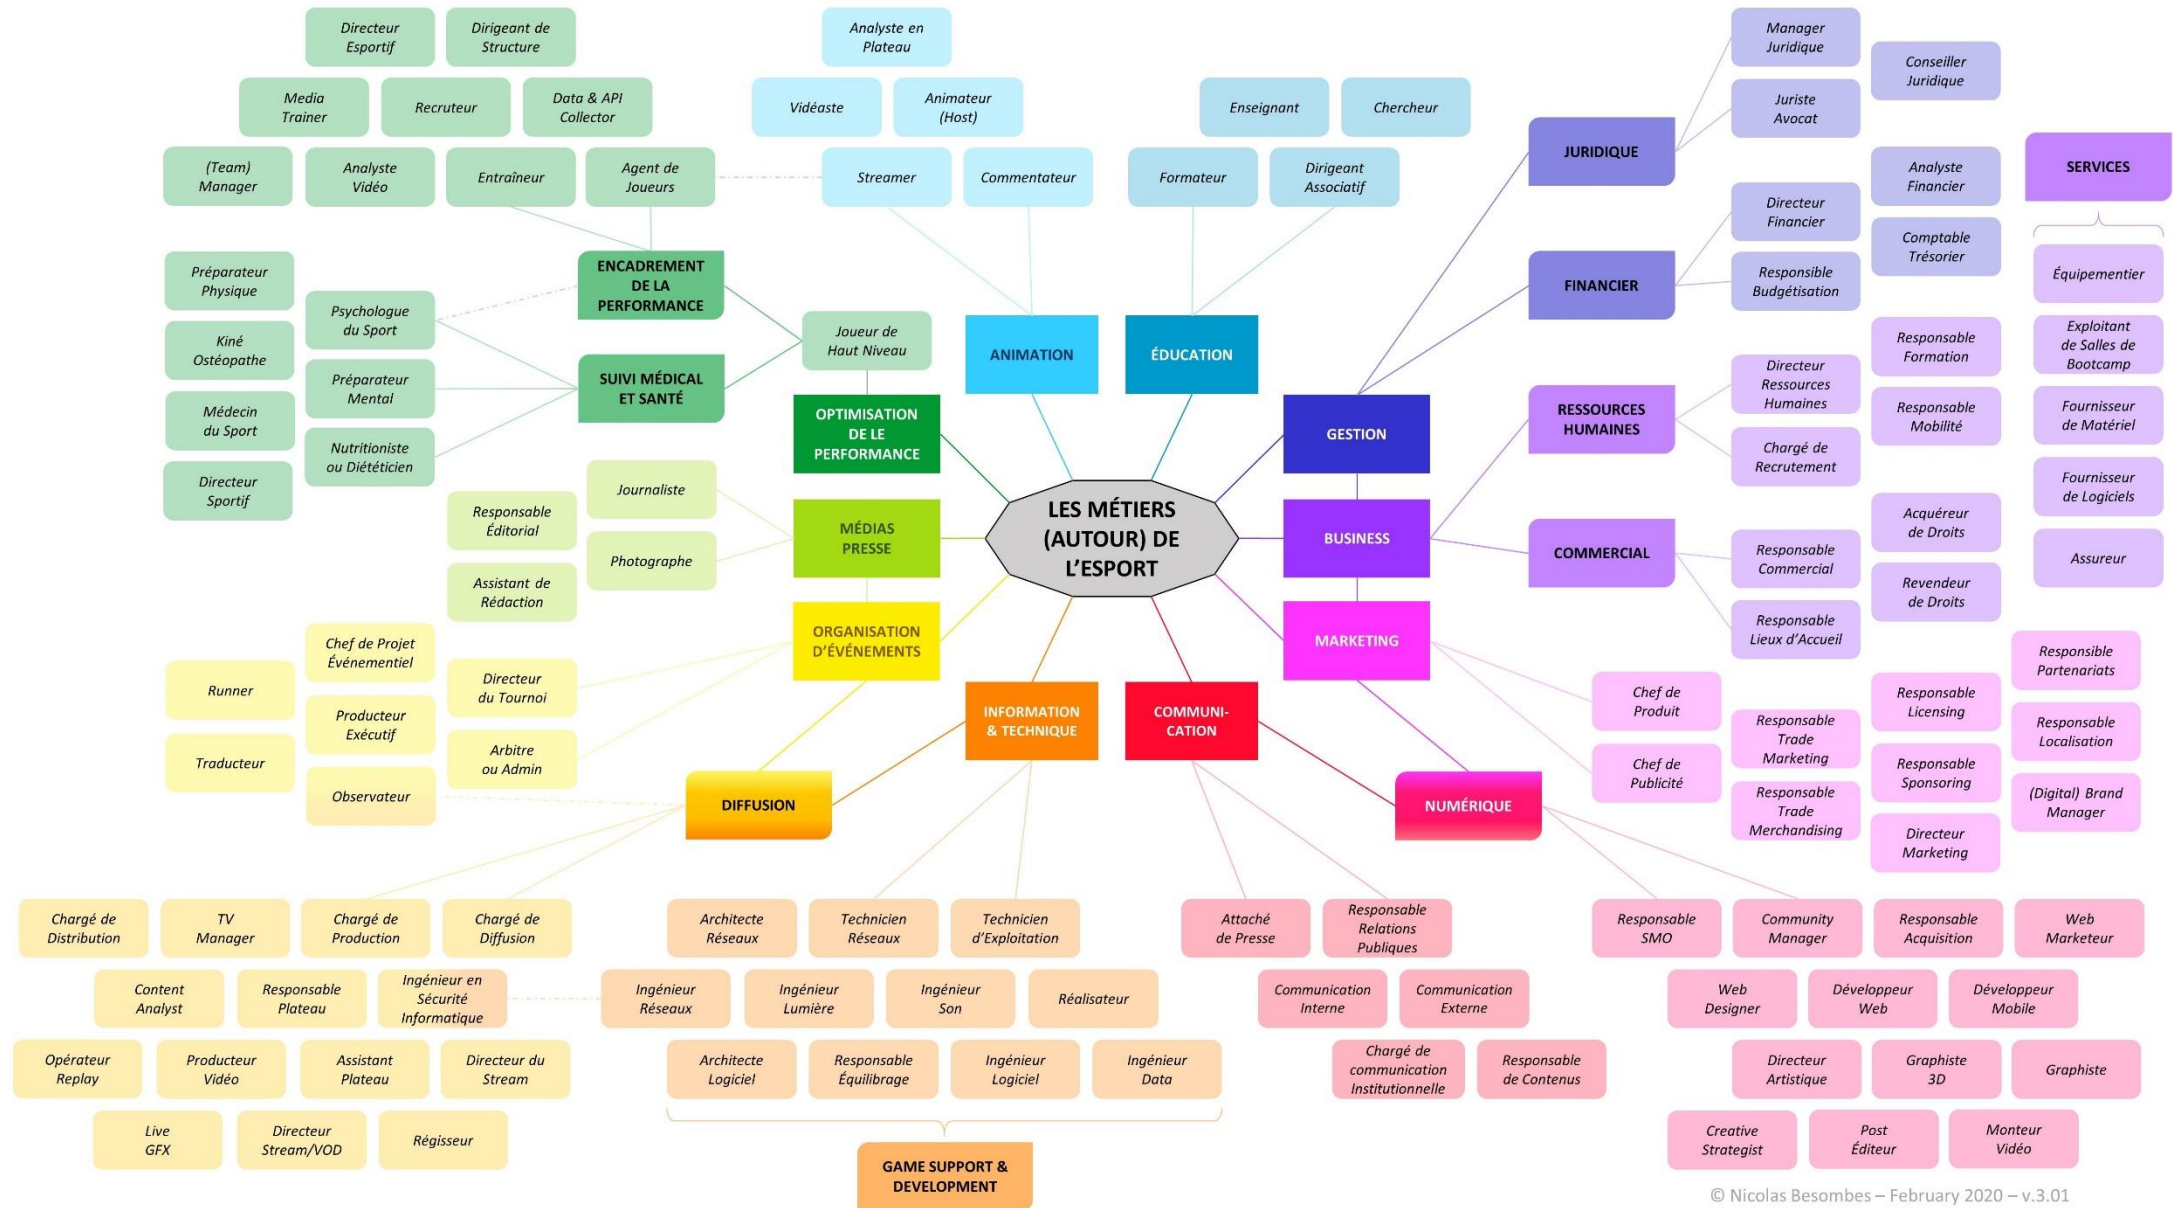 Directeur
Esportif
Dirigeant de
Structure
Media
Trainer
Recruteur
Data & API
Collector
(Team)
Manager
Analyste
Vidéo
Entraîneur
Agent de
Joueurs
ENCADREMENT
DE LA
PERFORMANCE
Préparateur
Physique
Psychologue
du Sport
Kiné
Ostéopathe
Préparateur
Mental
Médecin
du Sport
Nutritioniste
ou Diététicien
Directeur
Sportif
SUIVI MÉDICAL
ET SANTÉ
Joueur de
Haut Niveau
OPTIMISATION
DE LE
PERFORMANCE
Analyste en
Plateau
Vidéaste
Animateur
(Host)
Streamer
Commentateur
ANIMATION
Enseignant
Chercheur
Formateur
Dirigeant
Associatif
ÉDUCATION
Manager
Juridique
Conseiller
Juridique
Juriste
Avocat
JURIDIQUE
Analyste
Financier
Directeur
Financier
Comptable
Trésorier
Responsible
Budgétisation
FINANCIER
GESTION
SERVICES
Équipementier
Exploitant
de Salles de
Bootcamp
Fournisseur
de Matériel
Fournisseur
de Logiciels
Assureur
Responsable
Formation
Directeur
Ressources
Humaines
Responsable
Mobilité
Chargé de
Recrutement
RESSOURCES
HUMAINES
Acquéreur
de Droits
Responsable
Commercial
Revendeur
de Droits
Responsable
Lieux d'Accueil
COMMERCIAL
BUSINESS
LES MÉTIERS
(AUTOUR) DE
L'ESPORT
Journaliste
Responsable
Éditorial
Photographe
Assistant de
Rédaction
MÉDIAS
PRESSE
ORGANISATION
D'ÉVÉNEMENTS
Chef de Projet
Événementiel
Runner
Directeur
du Tournoi
Producteur
Exécutif
Traducteur
Arbitre
ou Admin
Observateur
DIFFUSION
INFORMATION
& TECHNIQUE
COMMUNI-
CATION
MARKETING
NUMÉRIQUE
Responsible
Partenariats
Chef de
Produit
Responsable
Licensing
Responsable
Trade
Marketing
Responsable
Localisation
Chef de
Publicité
Responsable
Sponsoring
Responsable
Trade
Merchandising
(Digital) Brand
Manager
Directeur
Marketing
Chargé de
Distribution
TV
Manager
Chargé de
Production
Chargé de
Diffusion
Content
Analyst
Responsable
Plateau
Ingénieur en
Sécurité
Informatique
Opérateur
Replay
Producteur
Vidéo
Assistant
Plateau
Directeur du
Stream
Live
GFX
Directeur
Stream/VOD
Régisseur
Architecte
Réseaux
Technicien
Réseaux
Technicien
d'Exploitation
Ingénieur
Réseaux
Ingénieur
Lumière
Ingénieur
Son
Réalisateur
Architecte
Logiciel
Responsable
Équilibrage
Ingénieur
Logiciel
Ingénieur
Data
GAME SUPPORT &
DEVELOPMENT
Attaché
de Presse
Responsable
Relations
Publiques
Communication
Interne
Communication
Externe
Chargé de
communication
Institutionnelle
Responsable
de Contenus
Responsable
SMO
Community
Manager
Responsable
Acquisition
Web
Marketeur
Web
Designer
Développeur
Web
Développeur
Mobile
Directeur
Artistique
Graphiste
3D
Graphiste
Creative
Strategist
Post
Éditeur
Monteur
Vidéo
© Nicolas Besombes – February 2020 – v.3.01